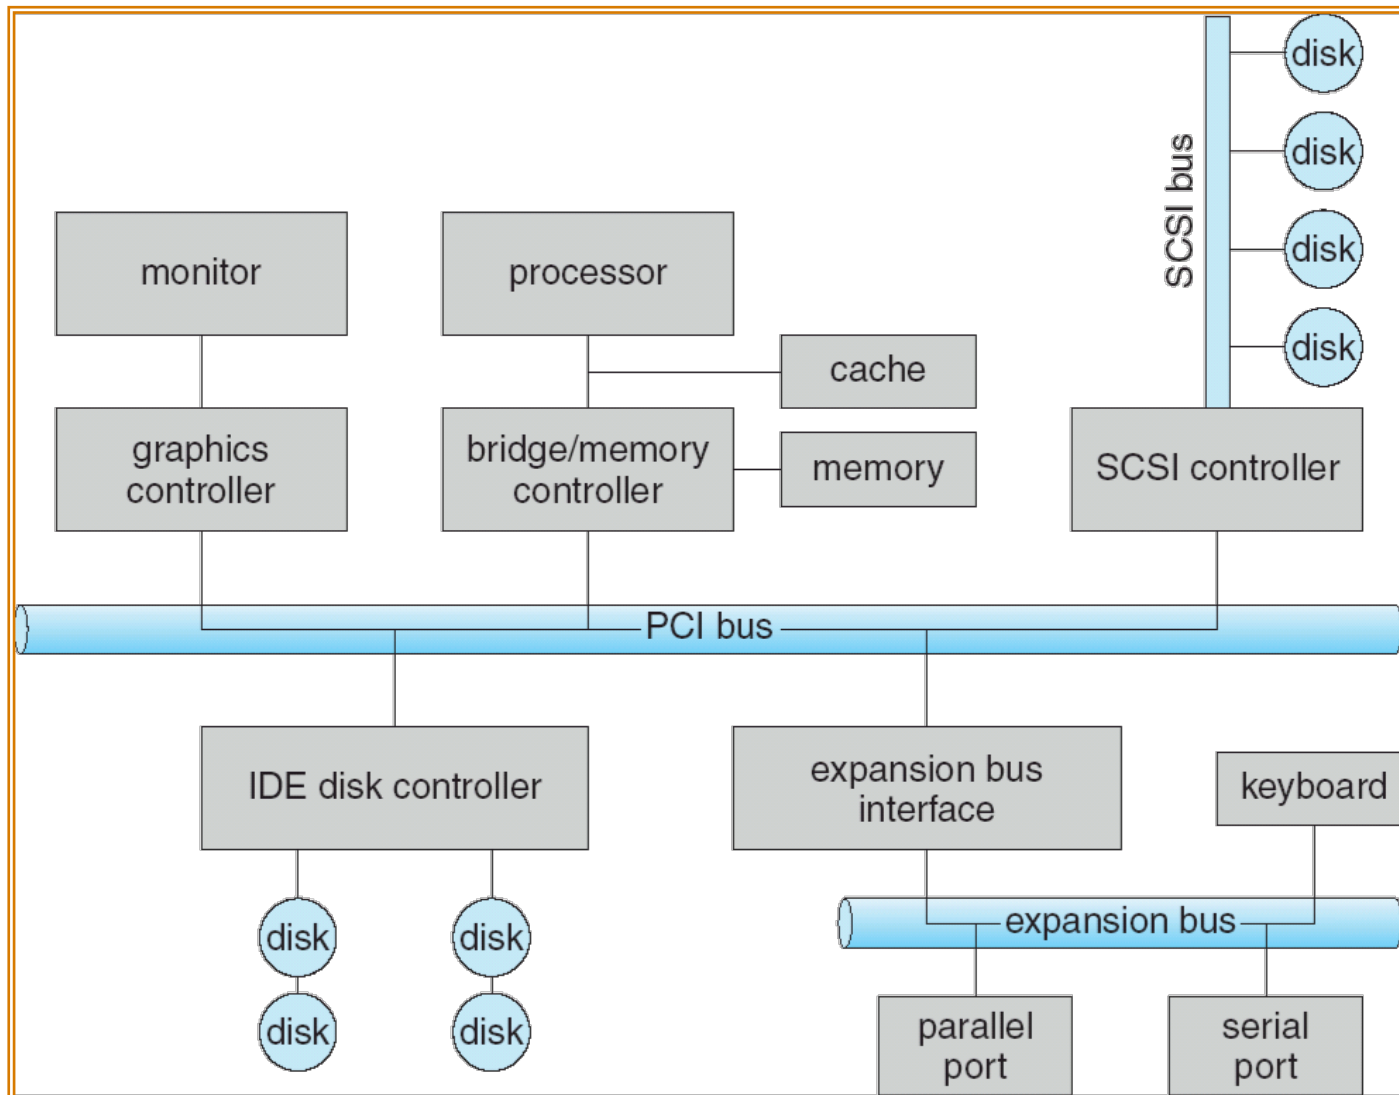 disk
disk
disk
disk
SCSI bus
monitor
processor
cache
graphics
controller
bridge/memory
controller
memory
SCSI controller
PCI bus
IDE disk controller
expansion bus
interface
keyboard
disk
disk
expansion bus
disk
disk
parallel
port
serial
port